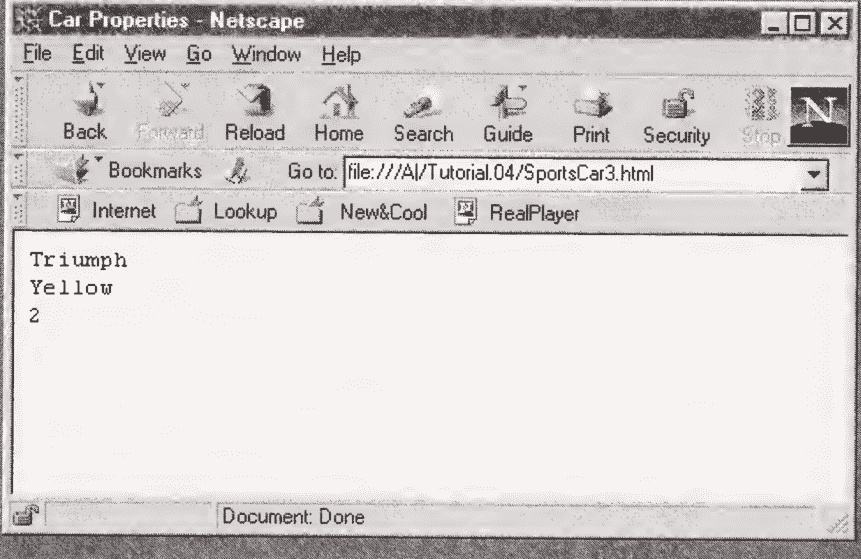 Car Properties - Netscape
File Edit View Go Window Help
Back Forward Reload Home Search Guide Print Security Stop
N
Bookmarks Go to: file:///A|/Tutorial.04/SportsCar3.html
Internet Lookup New&Cool RealPlayer
Triumph
Yellow
2
Document: Done